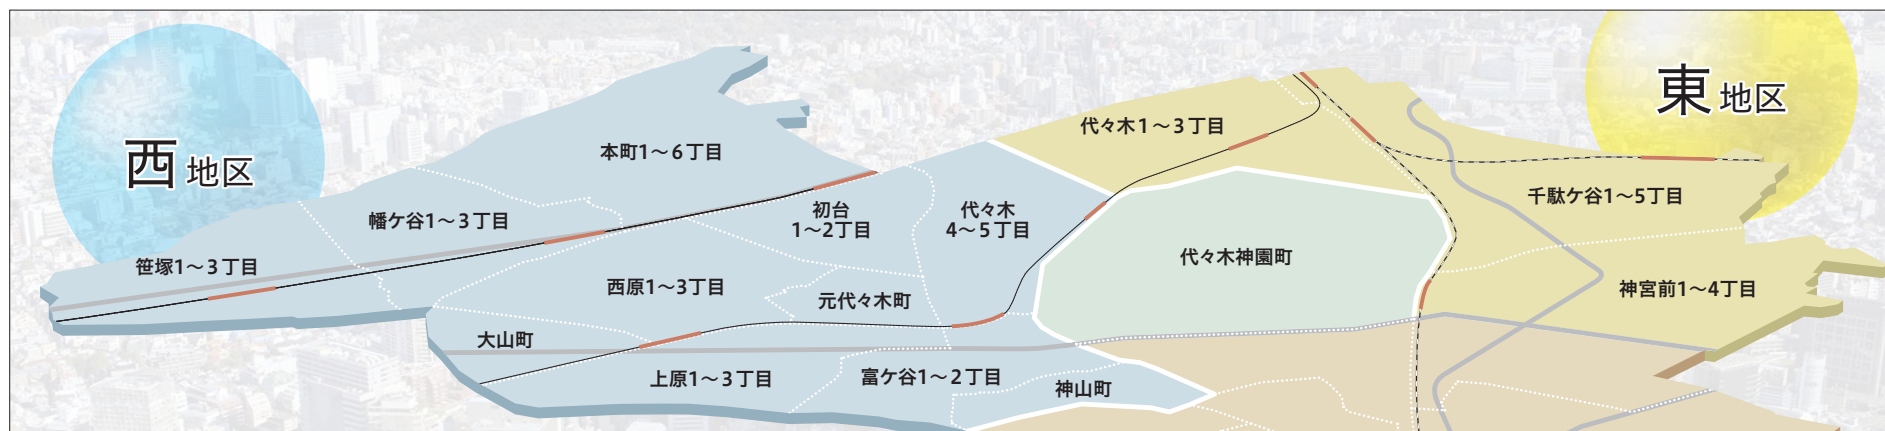 西地区
東地区
代々木1〜3丁目
本町1〜6丁目
千駄ケ谷1〜5丁目
幡ケ谷1〜3丁目
初台
1〜2丁目
代々木
4〜5丁目
代々木神園町
笹塚1〜3丁目
西原1〜3丁目
元代々木町
神宮前1〜4丁目
大山町
上原1〜3丁目
富ケ谷1〜2丁目
神山町